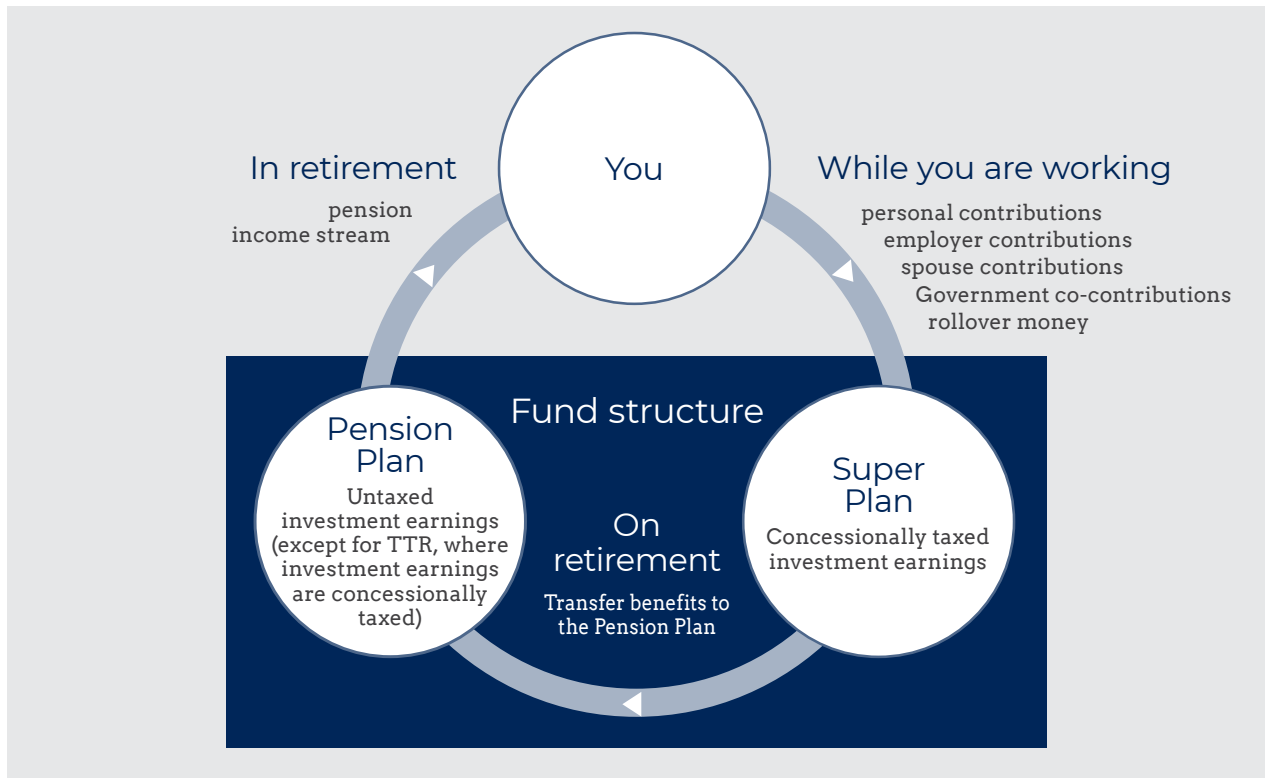 You
In retirement
pension
income stream
While you are working
personal contributions
employer contributions
spouse contributions
Government co-contributions
rollover money
Fund structure
Pension
Plan
Untaxed
investment earnings
(except for TTR, where
investment earnings
are concessionally
taxed)
On
retirement
Transfer benefits to
the Pension Plan
Super
Plan
Concessionally taxed
investment earnings